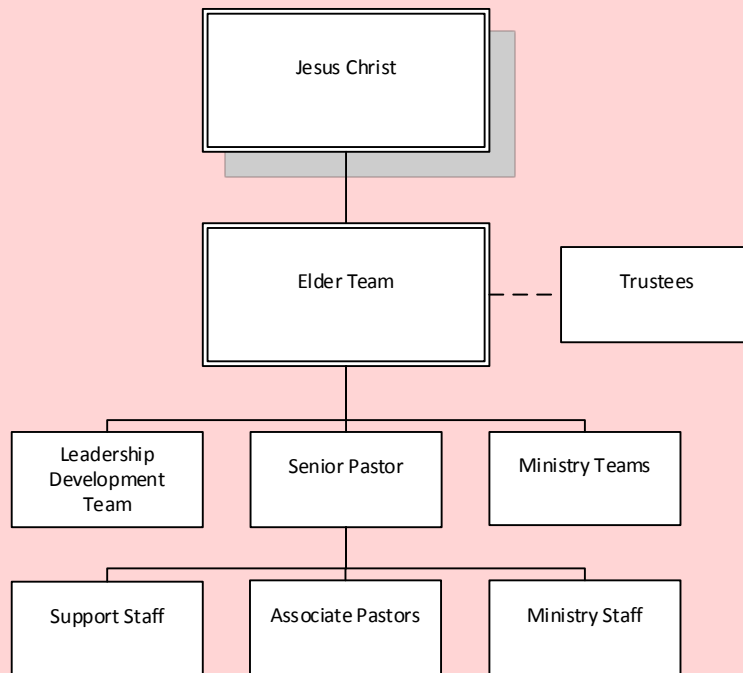 Jesus Christ
Elder Team
Trustees
Leadership
Development
Team
Senior Pastor
Ministry Teams
Support Staff
Associate Pastors
Ministry Staff